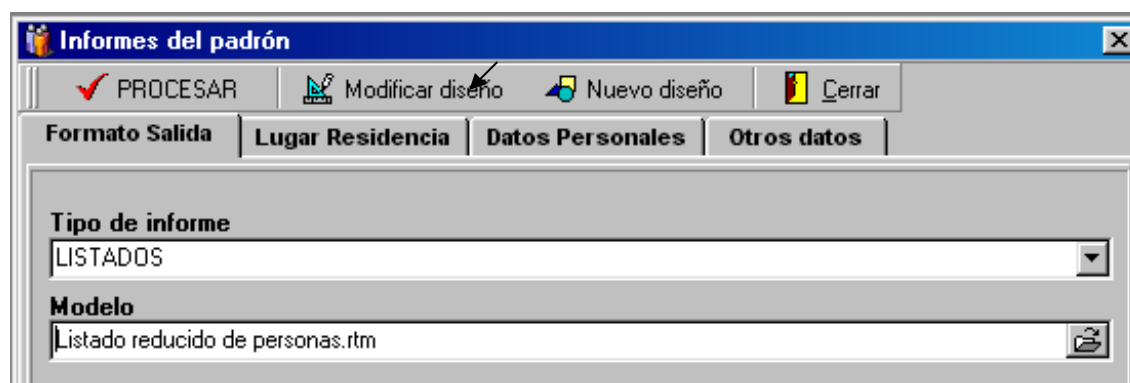 Informes del padrón
PROCESAR Modificar diseño Nuevo diseño Cerrar
Formato Salida Lugar Residencia Datos Personales Otros datos
Tipo de informe
LISTADOS
Modelo
Listado reducido de personas.rtm